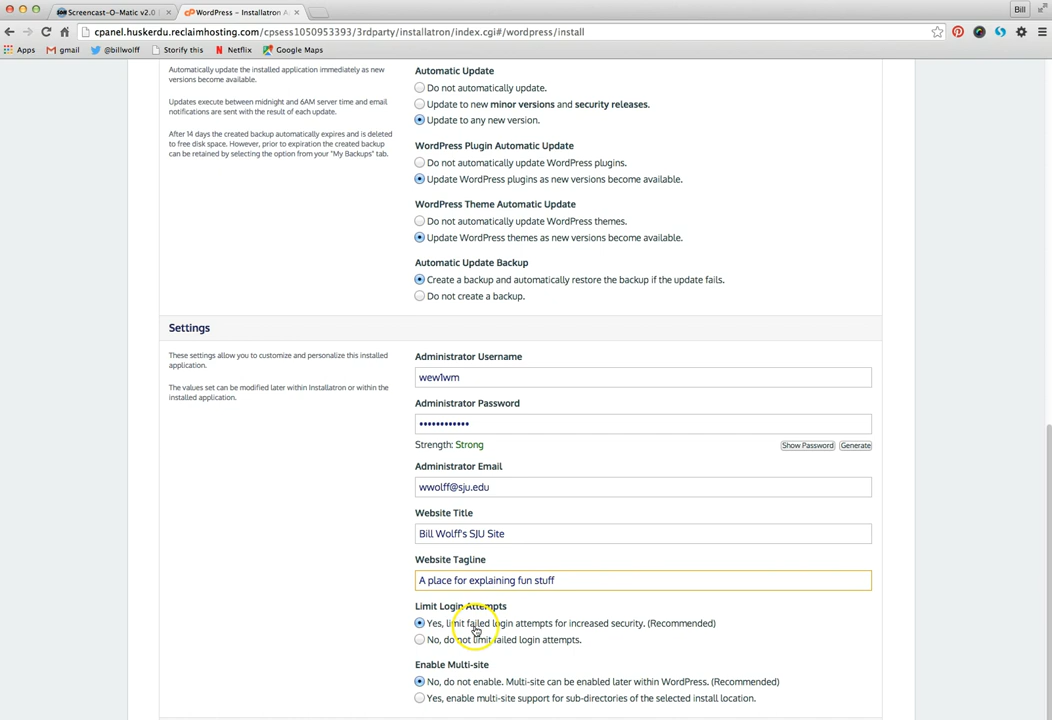 Screencast-O-Matic v2.0
WordPress – Installatron A
Bill
cpanel.huskerdu.reclaimhosting.com/cpsess1050953393/3rdparty/installatron/index.cgi#/wordpress/install
Apps gmail @billwolff Storify this Netflix Google Maps
Automatically update the installed application immediately as new
versions become available.
Updates execute between midnight and 6AM server time and email
notifications are sent with the result of each update.
After 14 days the created backup automatically expires and is deleted
to free disk space. However, prior to expiration the created backup
can be retained by selecting the option from your "My Backups" tab.
Automatic Update
Do not automatically update.
Update to new minor versions and security releases.
Update to any new version.
WordPress Plugin Automatic Update
Do not automatically update WordPress plugins.
Update WordPress plugins as new versions become available.
WordPress Theme Automatic Update
Do not automatically update WordPress themes.
Update WordPress themes as new versions become available.
Automatic Update Backup
Create a backup and automatically restore the backup if the update fails.
Do not create a backup.
Settings
These settings allow you to customize and personalize this installed
application.
The values set can be modified later within Installatron or within the
installed application.
Administrator Username
wew1wm
Administrator Password
••••••••••••
Strength: Strong
Show Password Generate
Administrator Email
wwolff@sju.edu
Website Title
Bill Wolff's SJU Site
Website Tagline
A place for explaining fun stuff
Limit Login Attempts
Yes, limit failed login attempts for increased security. (Recommended)
No, do not limit failed login attempts.
Enable Multi-site
No, do not enable. Multi-site can be enabled later within WordPress. (Recommended)
Yes, enable multi-site support for sub-directories of the selected install location.